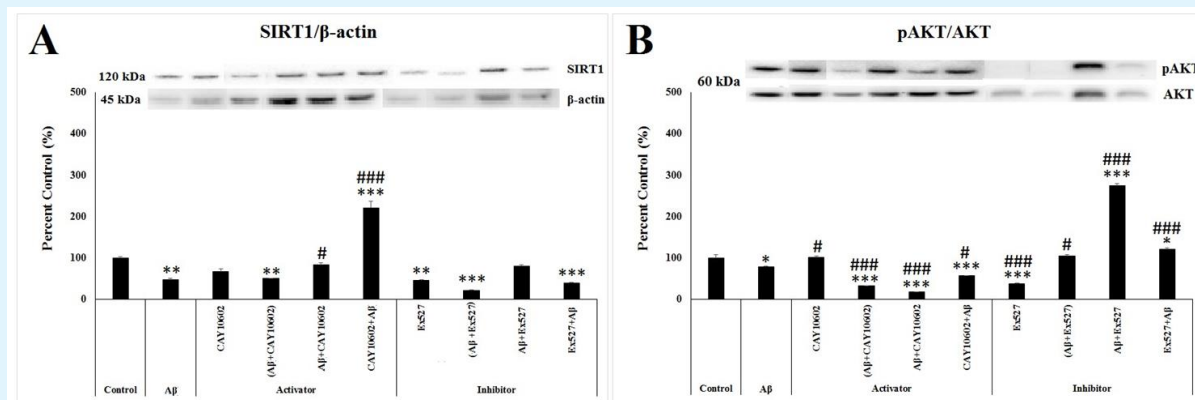 A
SIRT1/β-actin
120 kDa
SIRT1
45 kDa
β-actin
Percent Control (%)
500
400
300
200
100
0
**
**
#
###
***
**
***
***
CAY10602
(Aβ+CAY10602)
Aβ+CAY10602
CAY10602+Aβ
Ex527
(Aβ+Ex527)
Aβ+Ex527
Ex527+Aβ
Control
Aβ
Activator
Inhibitor
B
pAKT/AKT
60 kDa
pAKT
AKT
Percent Control (%)
500
400
300
200
100
0
*
#
###
***
###
***
#
***
###
***
#
###
***
###
*
CAY10602
(Aβ+CAY10602)
Aβ+CAY10602
CAY10602+Aβ
Ex527
(Aβ+Ex527)
Aβ+Ex527
Ex527+Aβ
Control
Aβ
Activator
Inhibitor